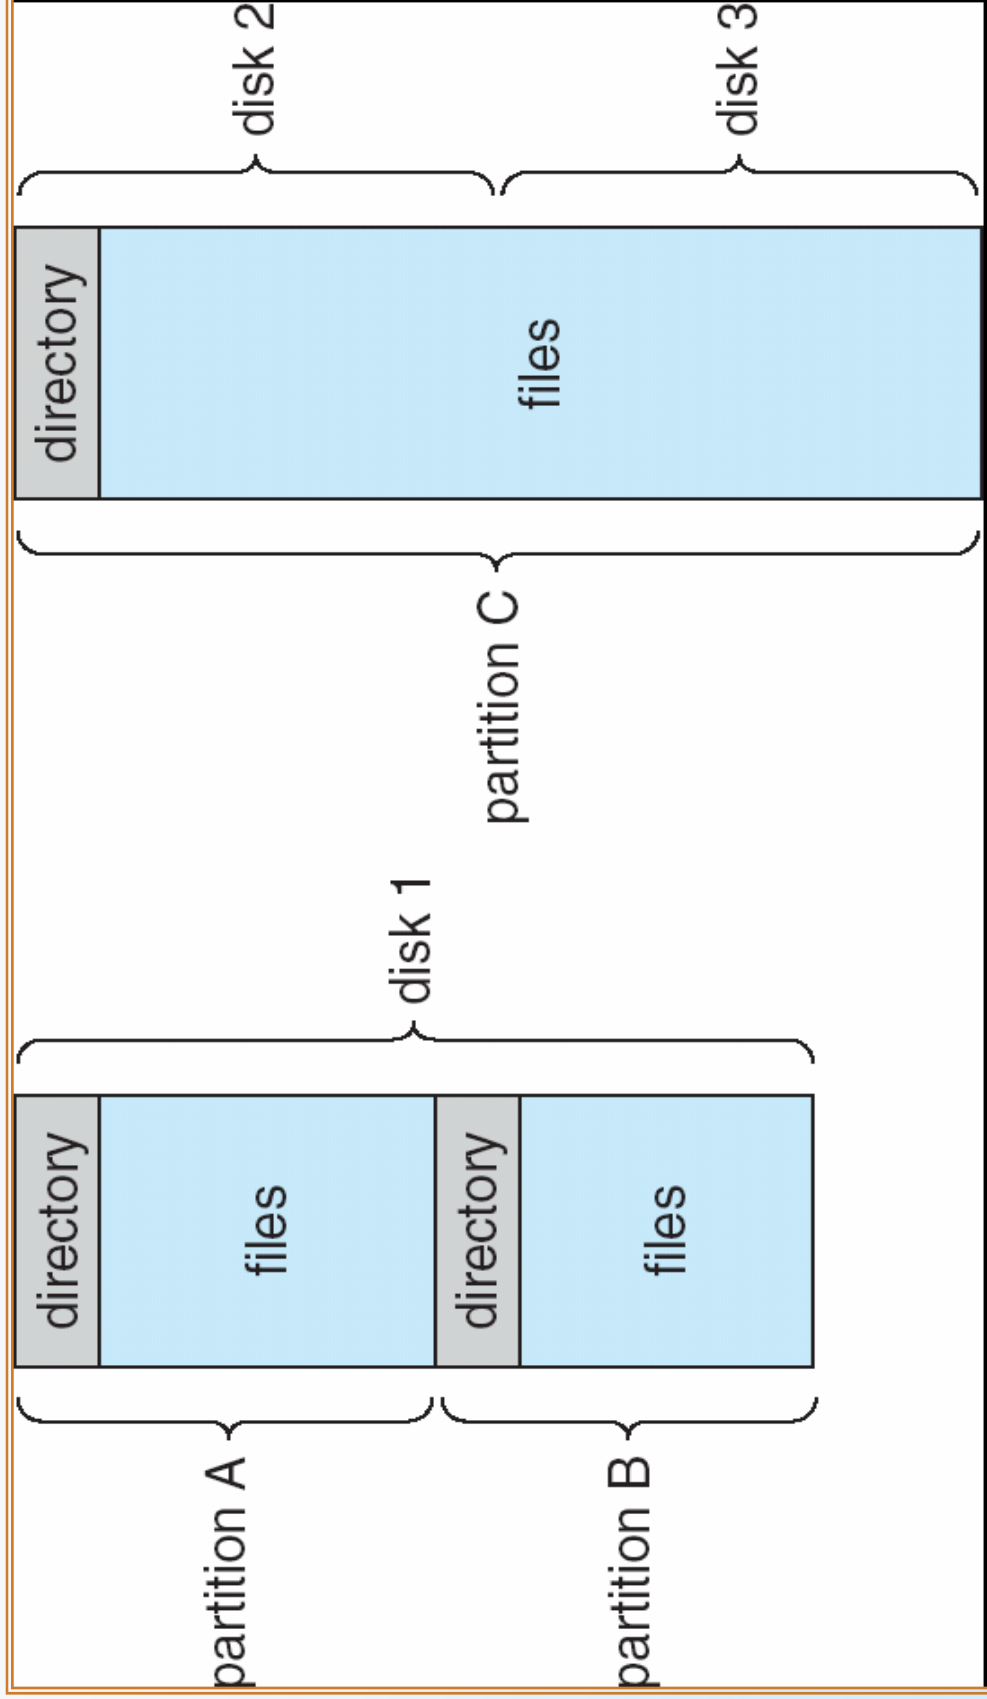 partition A
directory
files
partition B
directory
files
disk 1
partition C
directory
files
disk 2
disk 3